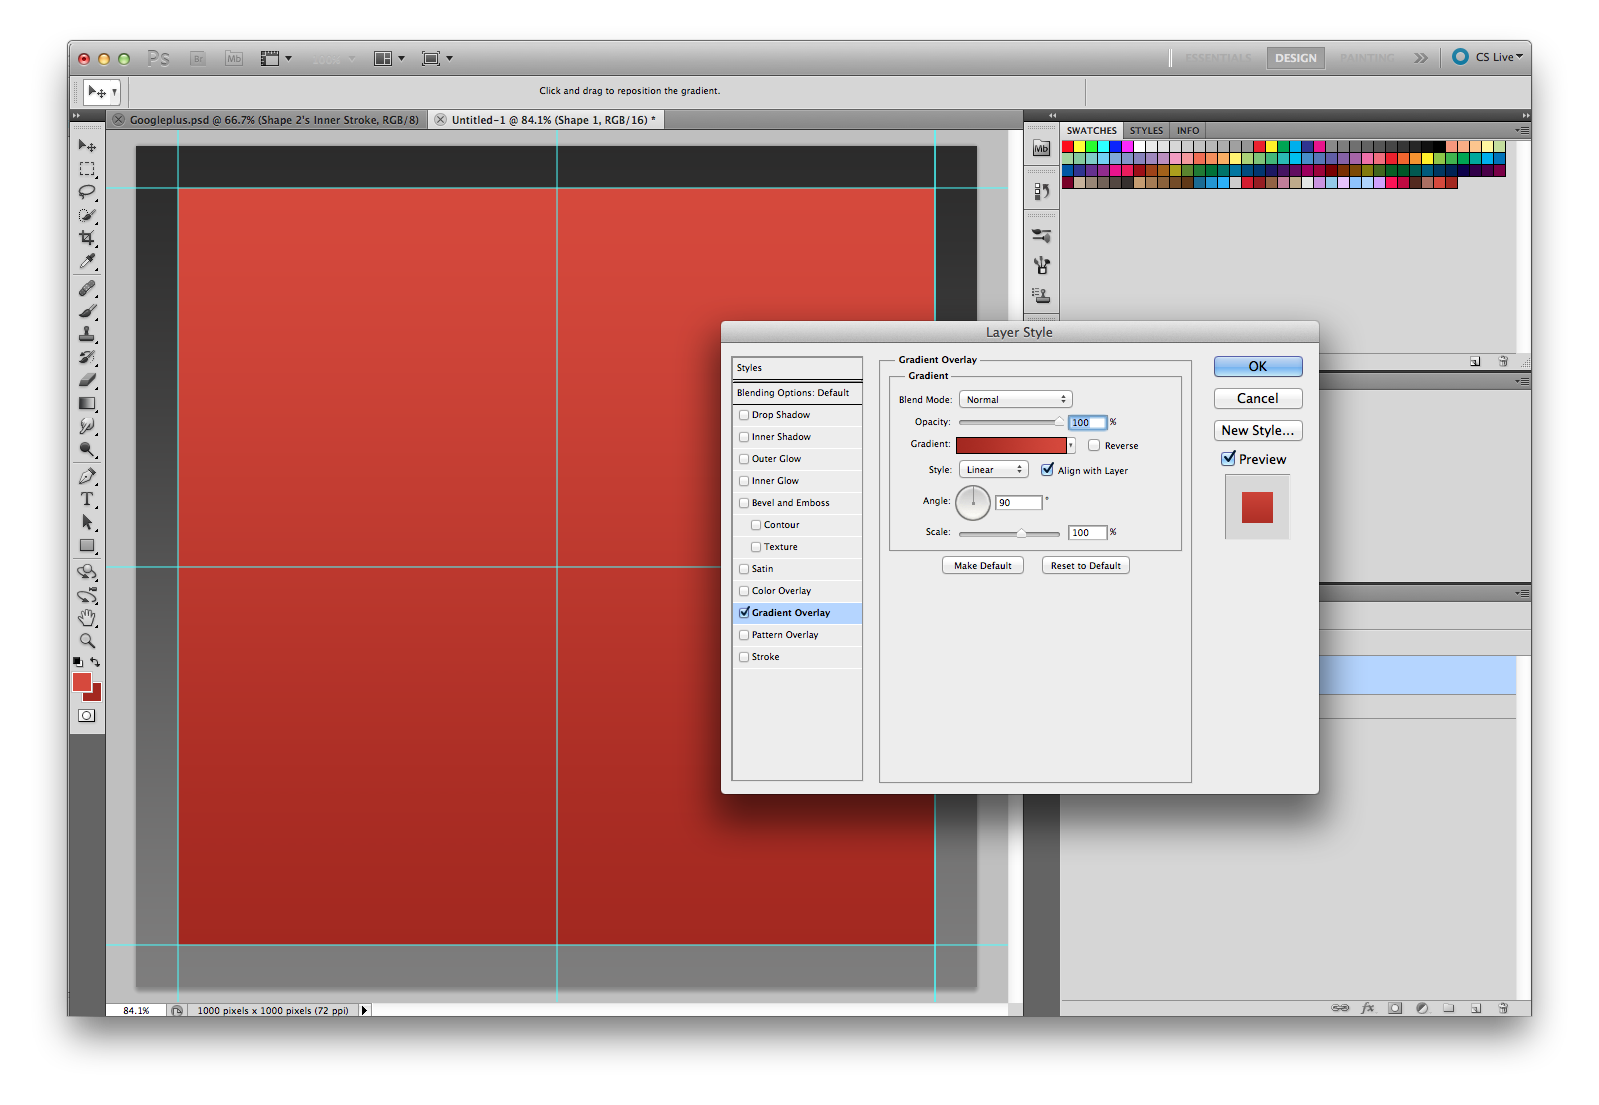 Ps Br Mb 100% ESSENTIALS DESIGN PAINTING CS Live
Click and drag to reposition the gradient.
Googleplus.psd @ 66.7% (Shape 2's Inner Stroke, RGB/8) Untitled-1 @ 84.1% (Shape 1, RGB/16) *
SWATCHES STYLES INFO
Mb
Layer Style
Styles
Blending Options: Default
Drop Shadow
Inner Shadow
Outer Glow
Inner Glow
Bevel and Emboss
Contour
Texture
Satin
Color Overlay
Gradient Overlay
Pattern Overlay
Stroke
Gradient Overlay
Gradient
Blend Mode: Normal
Opacity: 100 %
Gradient: Reverse
Style: Linear Align with Layer
Angle: 90 °
Scale: 100 %
Make Default Reset to Default
OK
Cancel
New Style...
Preview
T
84.1% 1000 pixels x 1000 pixels (72 ppi)
fx